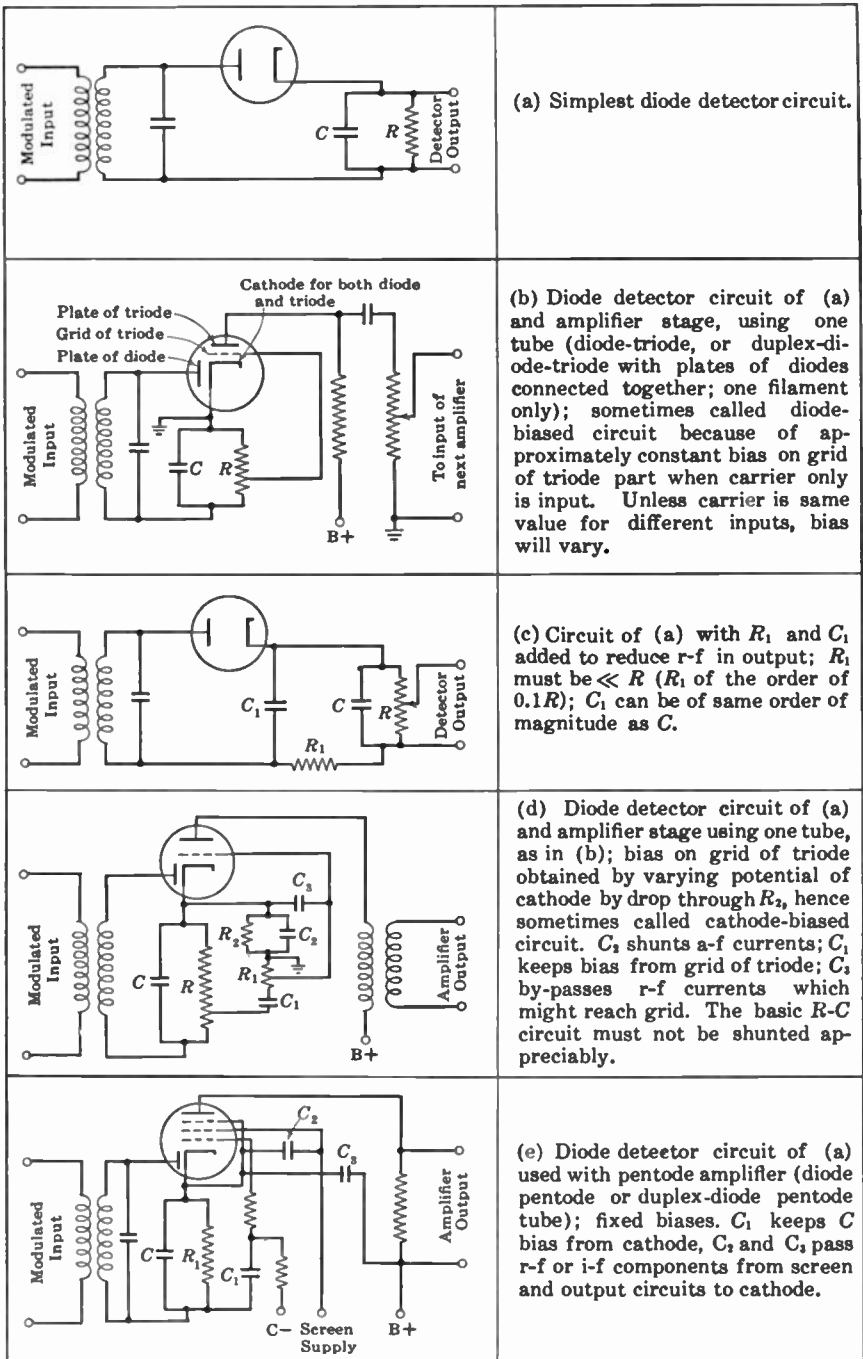 Modulated
Input
C
R
Detector
Output
(a) Simplest diode detector circuit.
Cathode for both diode
and triode
Plate of triode
Grid of triode
Plate of diode
Modulated
Input
C
R
B+
To input of
next amplifier
(b) Diode detector circuit of (a)
and amplifier stage, using one
tube (diode-triode, or duplex-di-
ode-triode with plates of diodes
connected together; one filament
only); sometimes called diode-
biased circuit because of ap-
proximately constant bias on grid
of triode part when carrier only
is input. Unless carrier is same
value for different inputs, bias
will vary.
Modulated
Input
C₁
C
R
R₁
Detector
Output
(c) Circuit of (a) with R₁ and C₁
added to reduce r-f in output; R₁
must be ≪ R (R₁ of the order of
0.1R); C₁ can be of same order of
magnitude as C.
Modulated
Input
C
R
C₃
R₂
C₂
R₁
C₁
B+
Amplifier
Output
(d) Diode detector circuit of (a)
and amplifier stage using one tube,
as in (b); bias on grid of triode
obtained by varying potential of
cathode by drop through R₂, hence
sometimes called cathode-biased
circuit. C₂ shunts a-f currents; C₁
keeps bias from grid of triode; C₃
by-passes r-f currents which
might reach grid. The basic R-C
circuit must not be shunted ap-
preciably.
Modulated
Input
C
R₁
C₁
C₂
C₃
C- Screen
Supply
B+
Amplifier
Output
(e) Diode detector circuit of (a)
used with pentode amplifier (diode
pentode or duplex-diode pentode
tube); fixed biases. C₁ keeps C
bias from cathode, C₂ and C₃ pass
r-f or i-f components from screen
and output circuits to cathode.